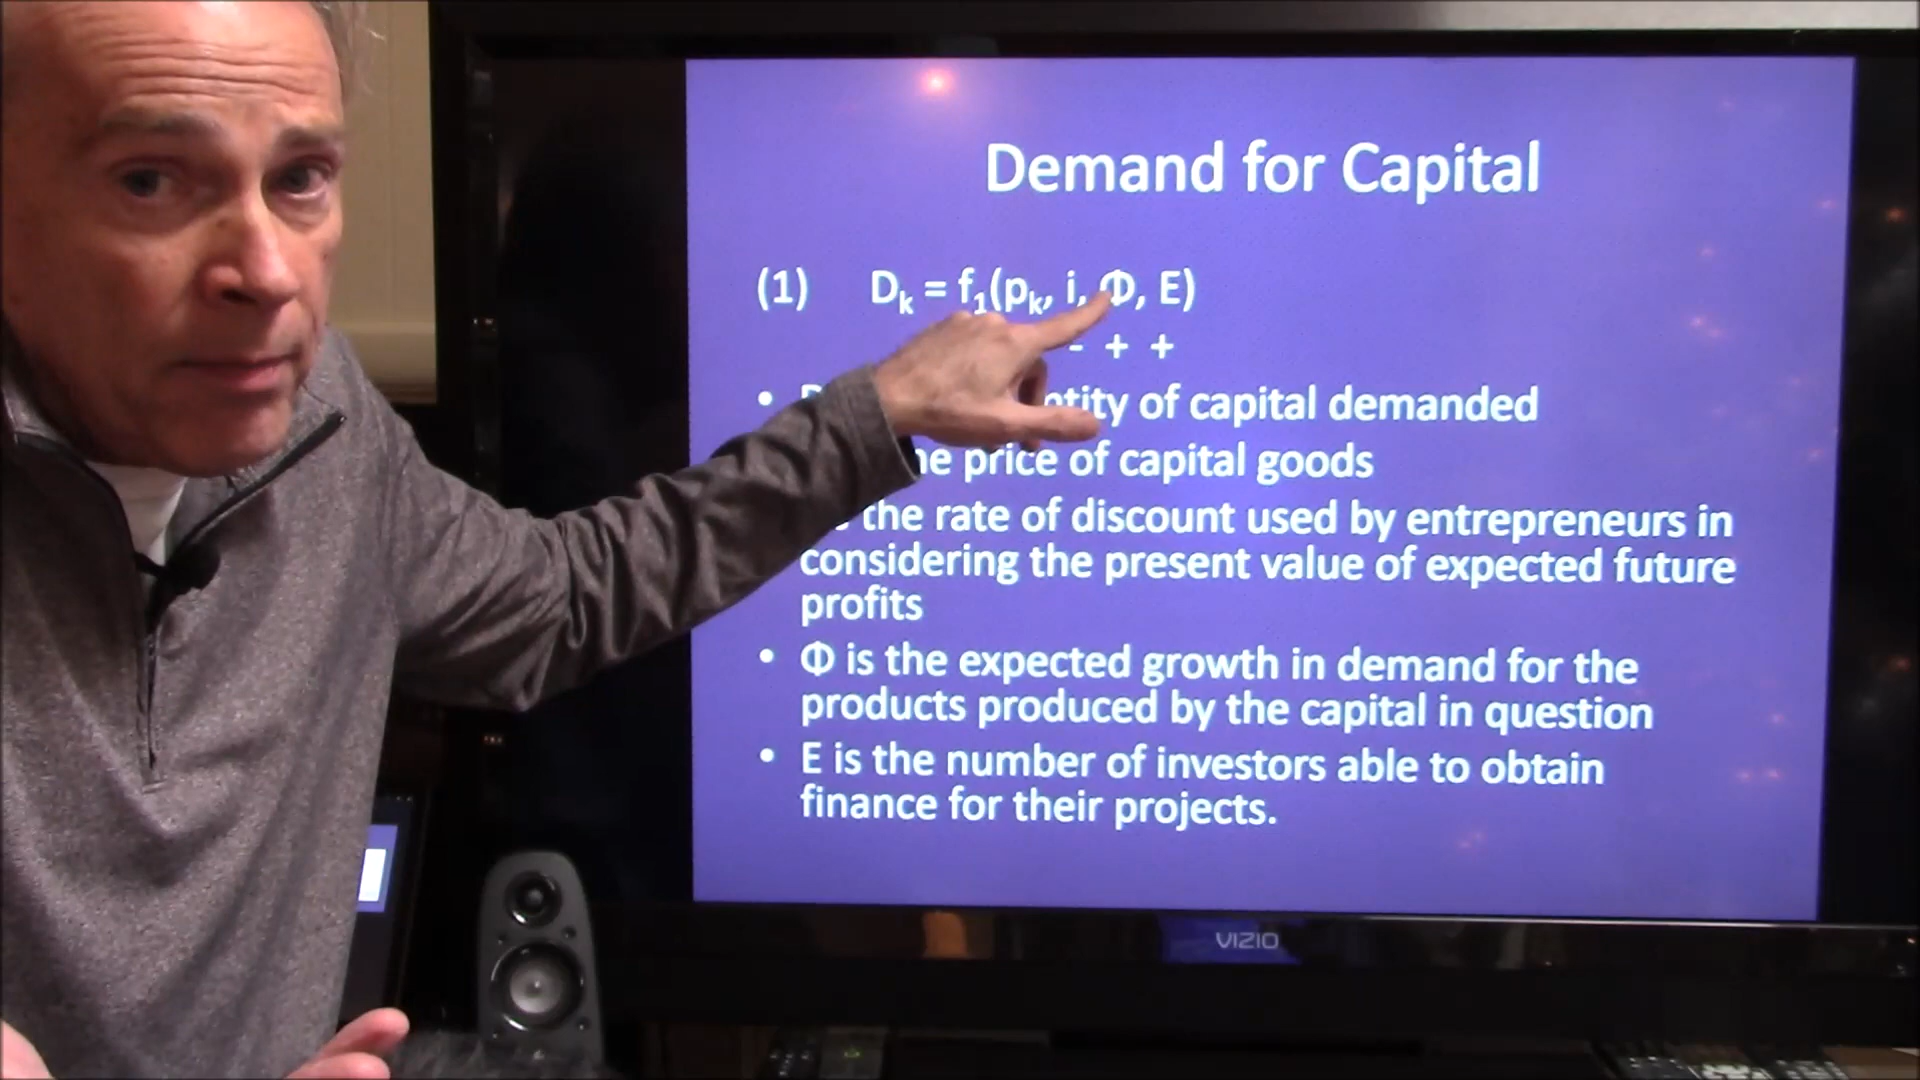 Demand for Capital
(1) Dₖ = f₁(pₖ, i, Φ, E)
- + +
• of capital demanded
price of capital goods
the rate of discount used by entrepreneurs in
considering the present value of expected future
profits
• Φ is the expected growth in demand for the
products produced by the capital in question
• E is the number of investors able to obtain
finance for their projects.
VIZIO